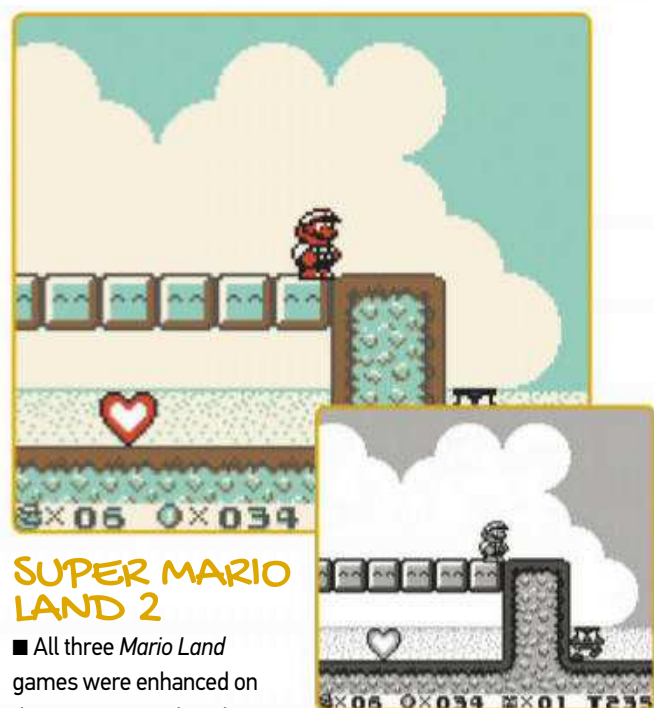 ×06 ×034
SUPER MARIO
LAND 2
■ All three Mario Land
games were enhanced on
×06 ×034 ×01 T235